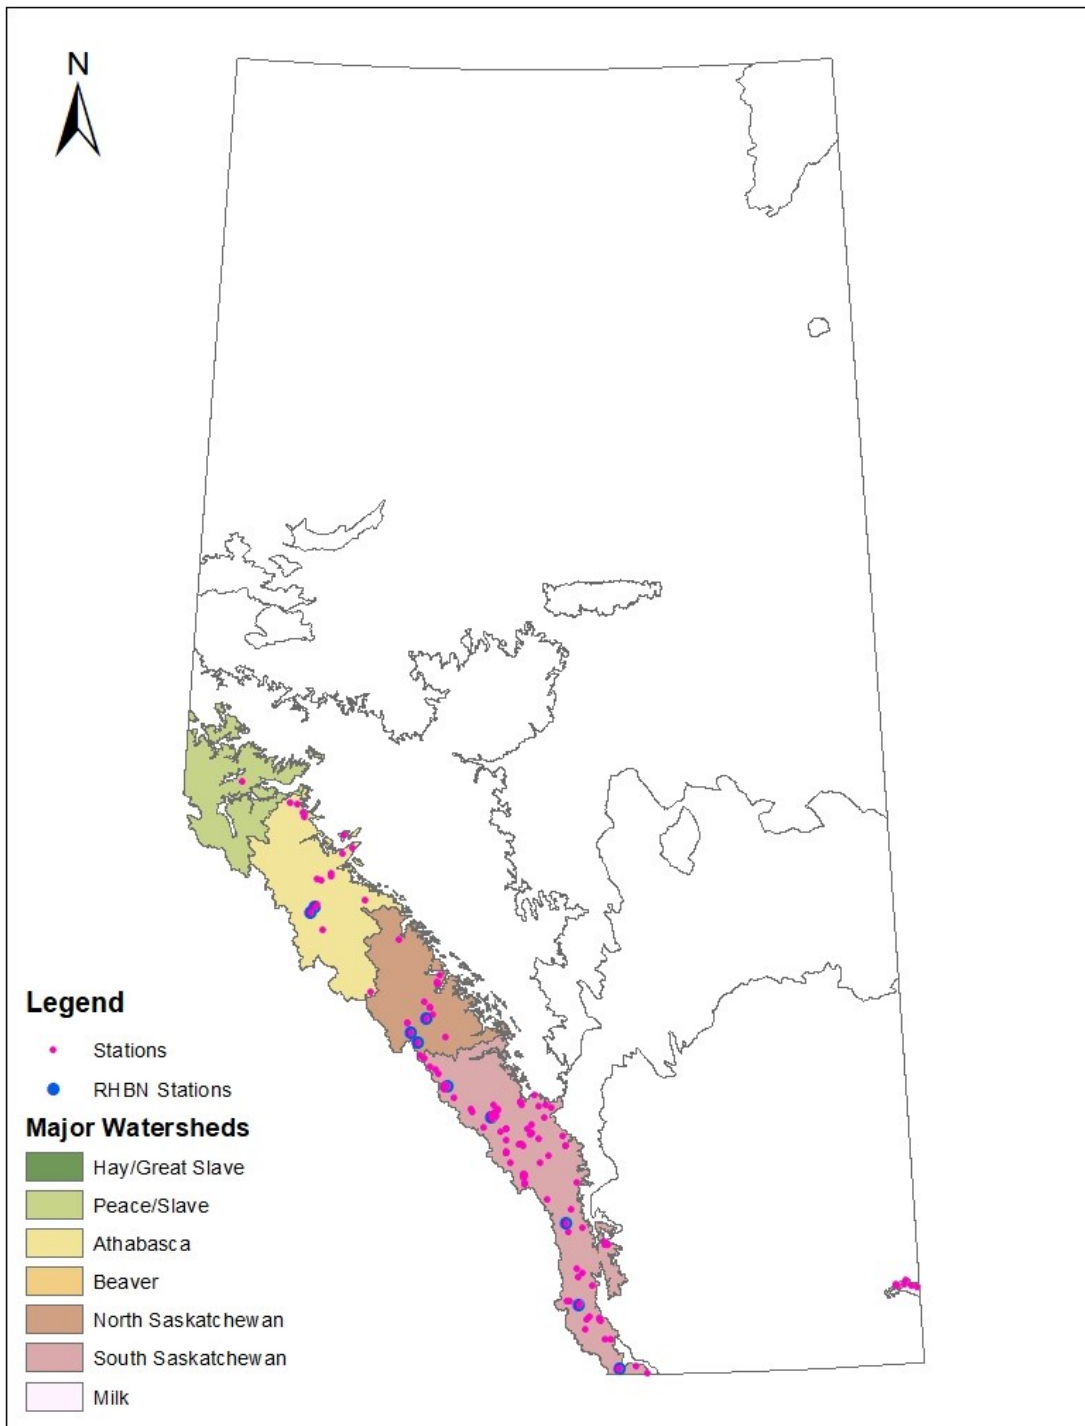 N
Legend
Stations
RHBN Stations
Major Watersheds
Hay/Great Slave
Peace/Slave
Athabasca
Beaver
North Saskatchewan
South Saskatchewan
Milk